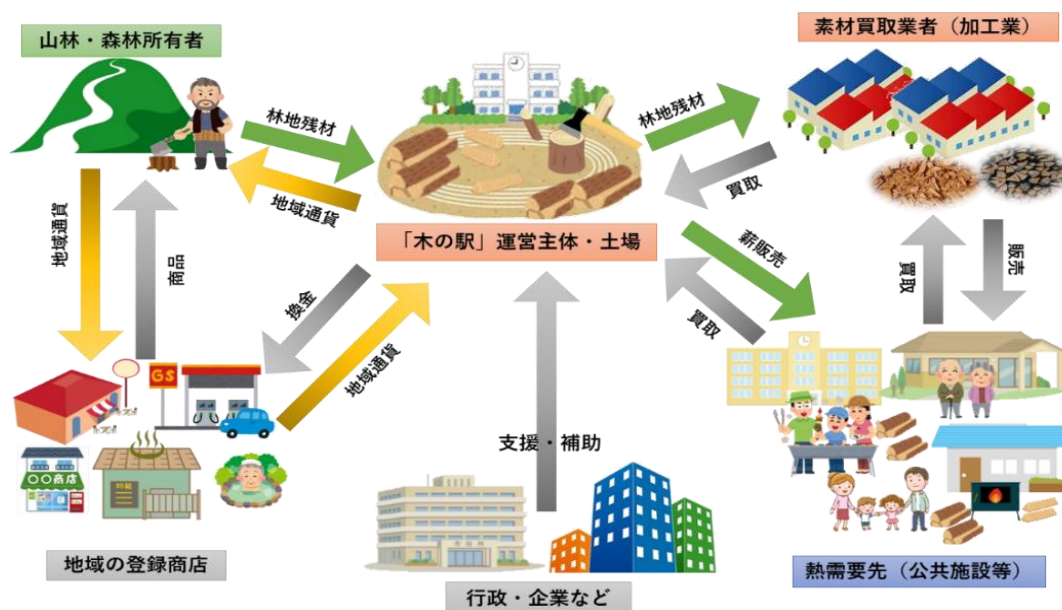 山林・森林所有者
素材買取業者（加工業）
林地残材
地域通貨
林地残材
買取
「木の駅」運営主体・土場
地域通貨
商品
換金
地域通貨
薪販売
買取
買取
販売
GS
〇〇商店
支援・補助
地域の登録商店
行政・企業など
熱需要先（公共施設等）